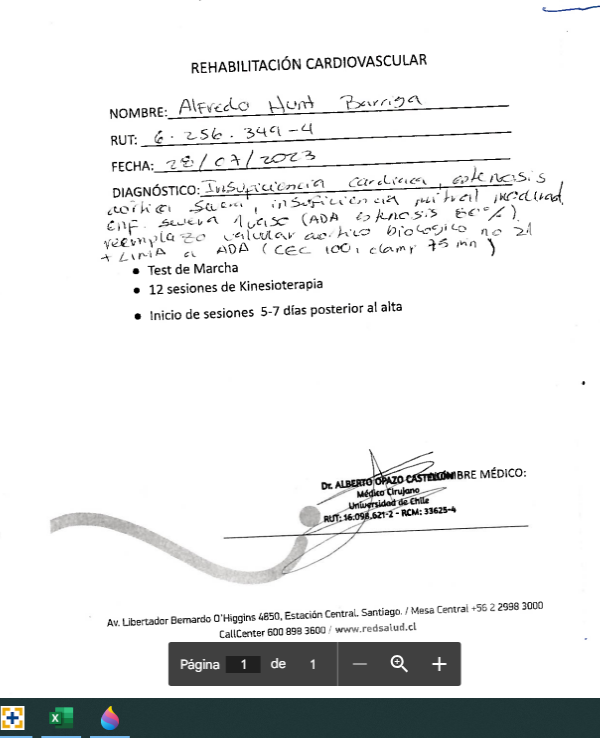 REHABILITACIÓN CARDIOVASCULAR
NOMBRE: Alfredo Hunt Barriga
RUT: 6.256.349-4
FECHA: 28/07/2023
DIAGNÓSTICO: Insuficiencia cardiaca, estenosis
aórtica severa, insuficiencia mitral moderad.
Enf. severa 1 vaso (ADA estenosis 80%).
reemplazo valvular aórtico biologico no 21
+ LIMA a ADA (CEC 100, clamp 75 mn)
• Test de Marcha
• 12 sesiones de Kinesioterapia
• Inicio de sesiones 5-7 días posterior al alta
Dr. ALBERTO OPAZO CASTELLÓN
BRE MÉDICO:
Médico Cirujano
Universidad de Chile
RUT: 16.098.621-2 - RCM: 33625-4
Av. Libertador Bernardo O'Higgins 4850, Estación Central, Santiago. / Mesa Central +56 2 2998 3000
CallCenter 600 898 3600 / www.redsalud.cl
Página 1 de 1